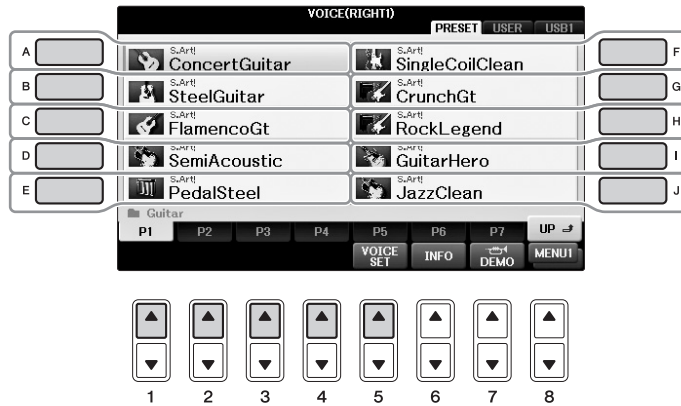 VOICE(RIGHT1)
PRESET USER USB1
A S.Art! ConcertGuitar S.Art! SingleCoilClean F
B S.Art! SteelGuitar S.Art! CrunchGt G
C S.Art! FlamencoGt S.Art! RockLegend H
D S.Art! SemiAcoustic S.Art! GuitarHero I
E S.Art! PedalSteel S.Art! JazzClean J
Guitar
P1 P2 P3 P4 P5 P6 P7 UP
VOICE SET INFO DEMO MENU1
1 2 3 4 5 6 7 8